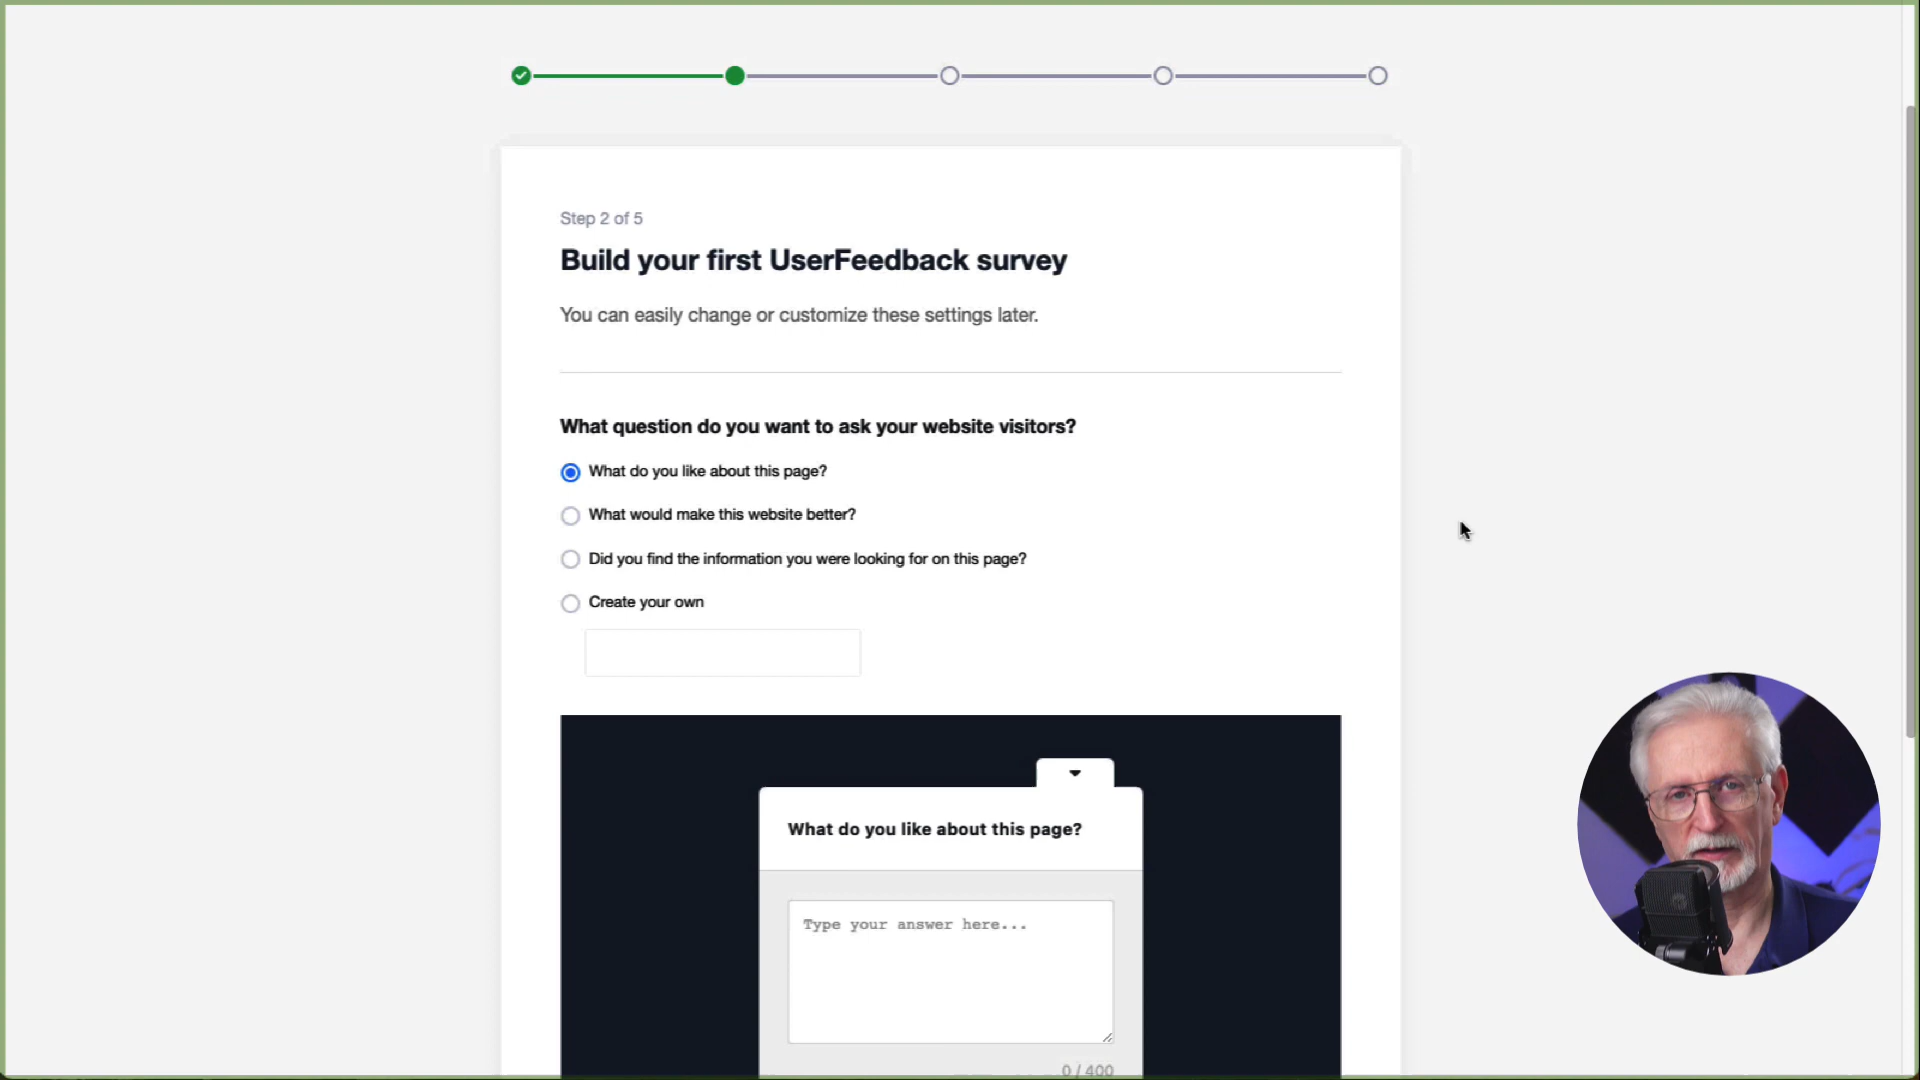 Step 2 of 5
Build your first UserFeedback survey
You can easily change or customize these settings later.
What question do you want to ask your website visitors?
What do you like about this page?
What would make this website better?
Did you find the information you were looking for on this page?
Create your own
What do you like about this page?
Type your answer here...
0 / 400